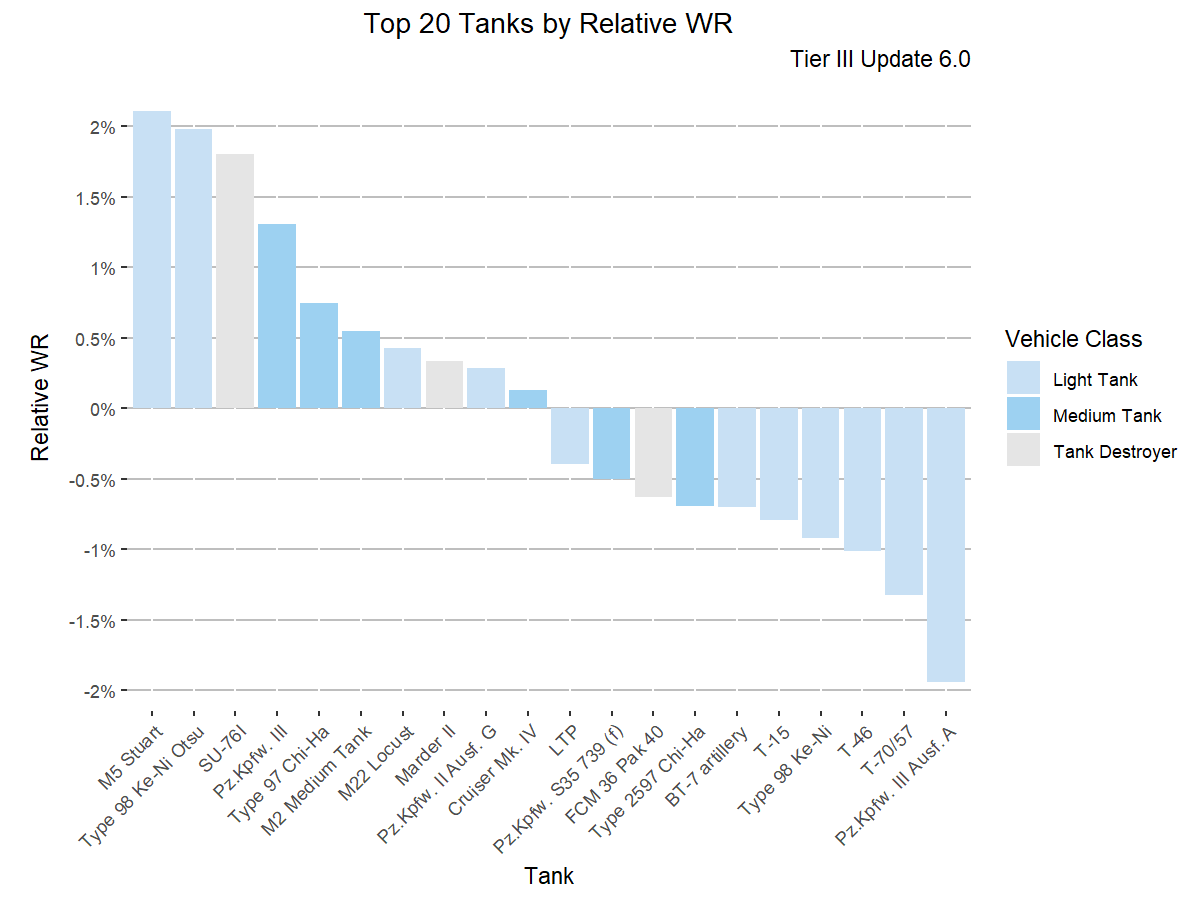 Top 20 Tanks by Relative WR
Tier III Update 6.0
2%
1.5%
1%
0.5%
0%
-0.5%
-1%
-1.5%
-2%
Relative WR
M5 Stuart
Type 98 Ke-Ni Otsu
SU-76I
Pz.Kpfw. III
Type 97 Chi-Ha
M2 Medium Tank
M22 Locust
Marder II
Pz.Kpfw. II Ausf. G
Cruiser Mk. IV
LTP
Pz.Kpfw. S35 739 (f)
FCM 36 Pak 40
Type 2597 Chi-Ha
BT-7 artillery
T-15
Type 98 Ke-Ni
T-46
T-70/57
Pz.Kpfw. III Ausf. A
Tank
Vehicle Class
Light Tank
Medium Tank
Tank Destroyer